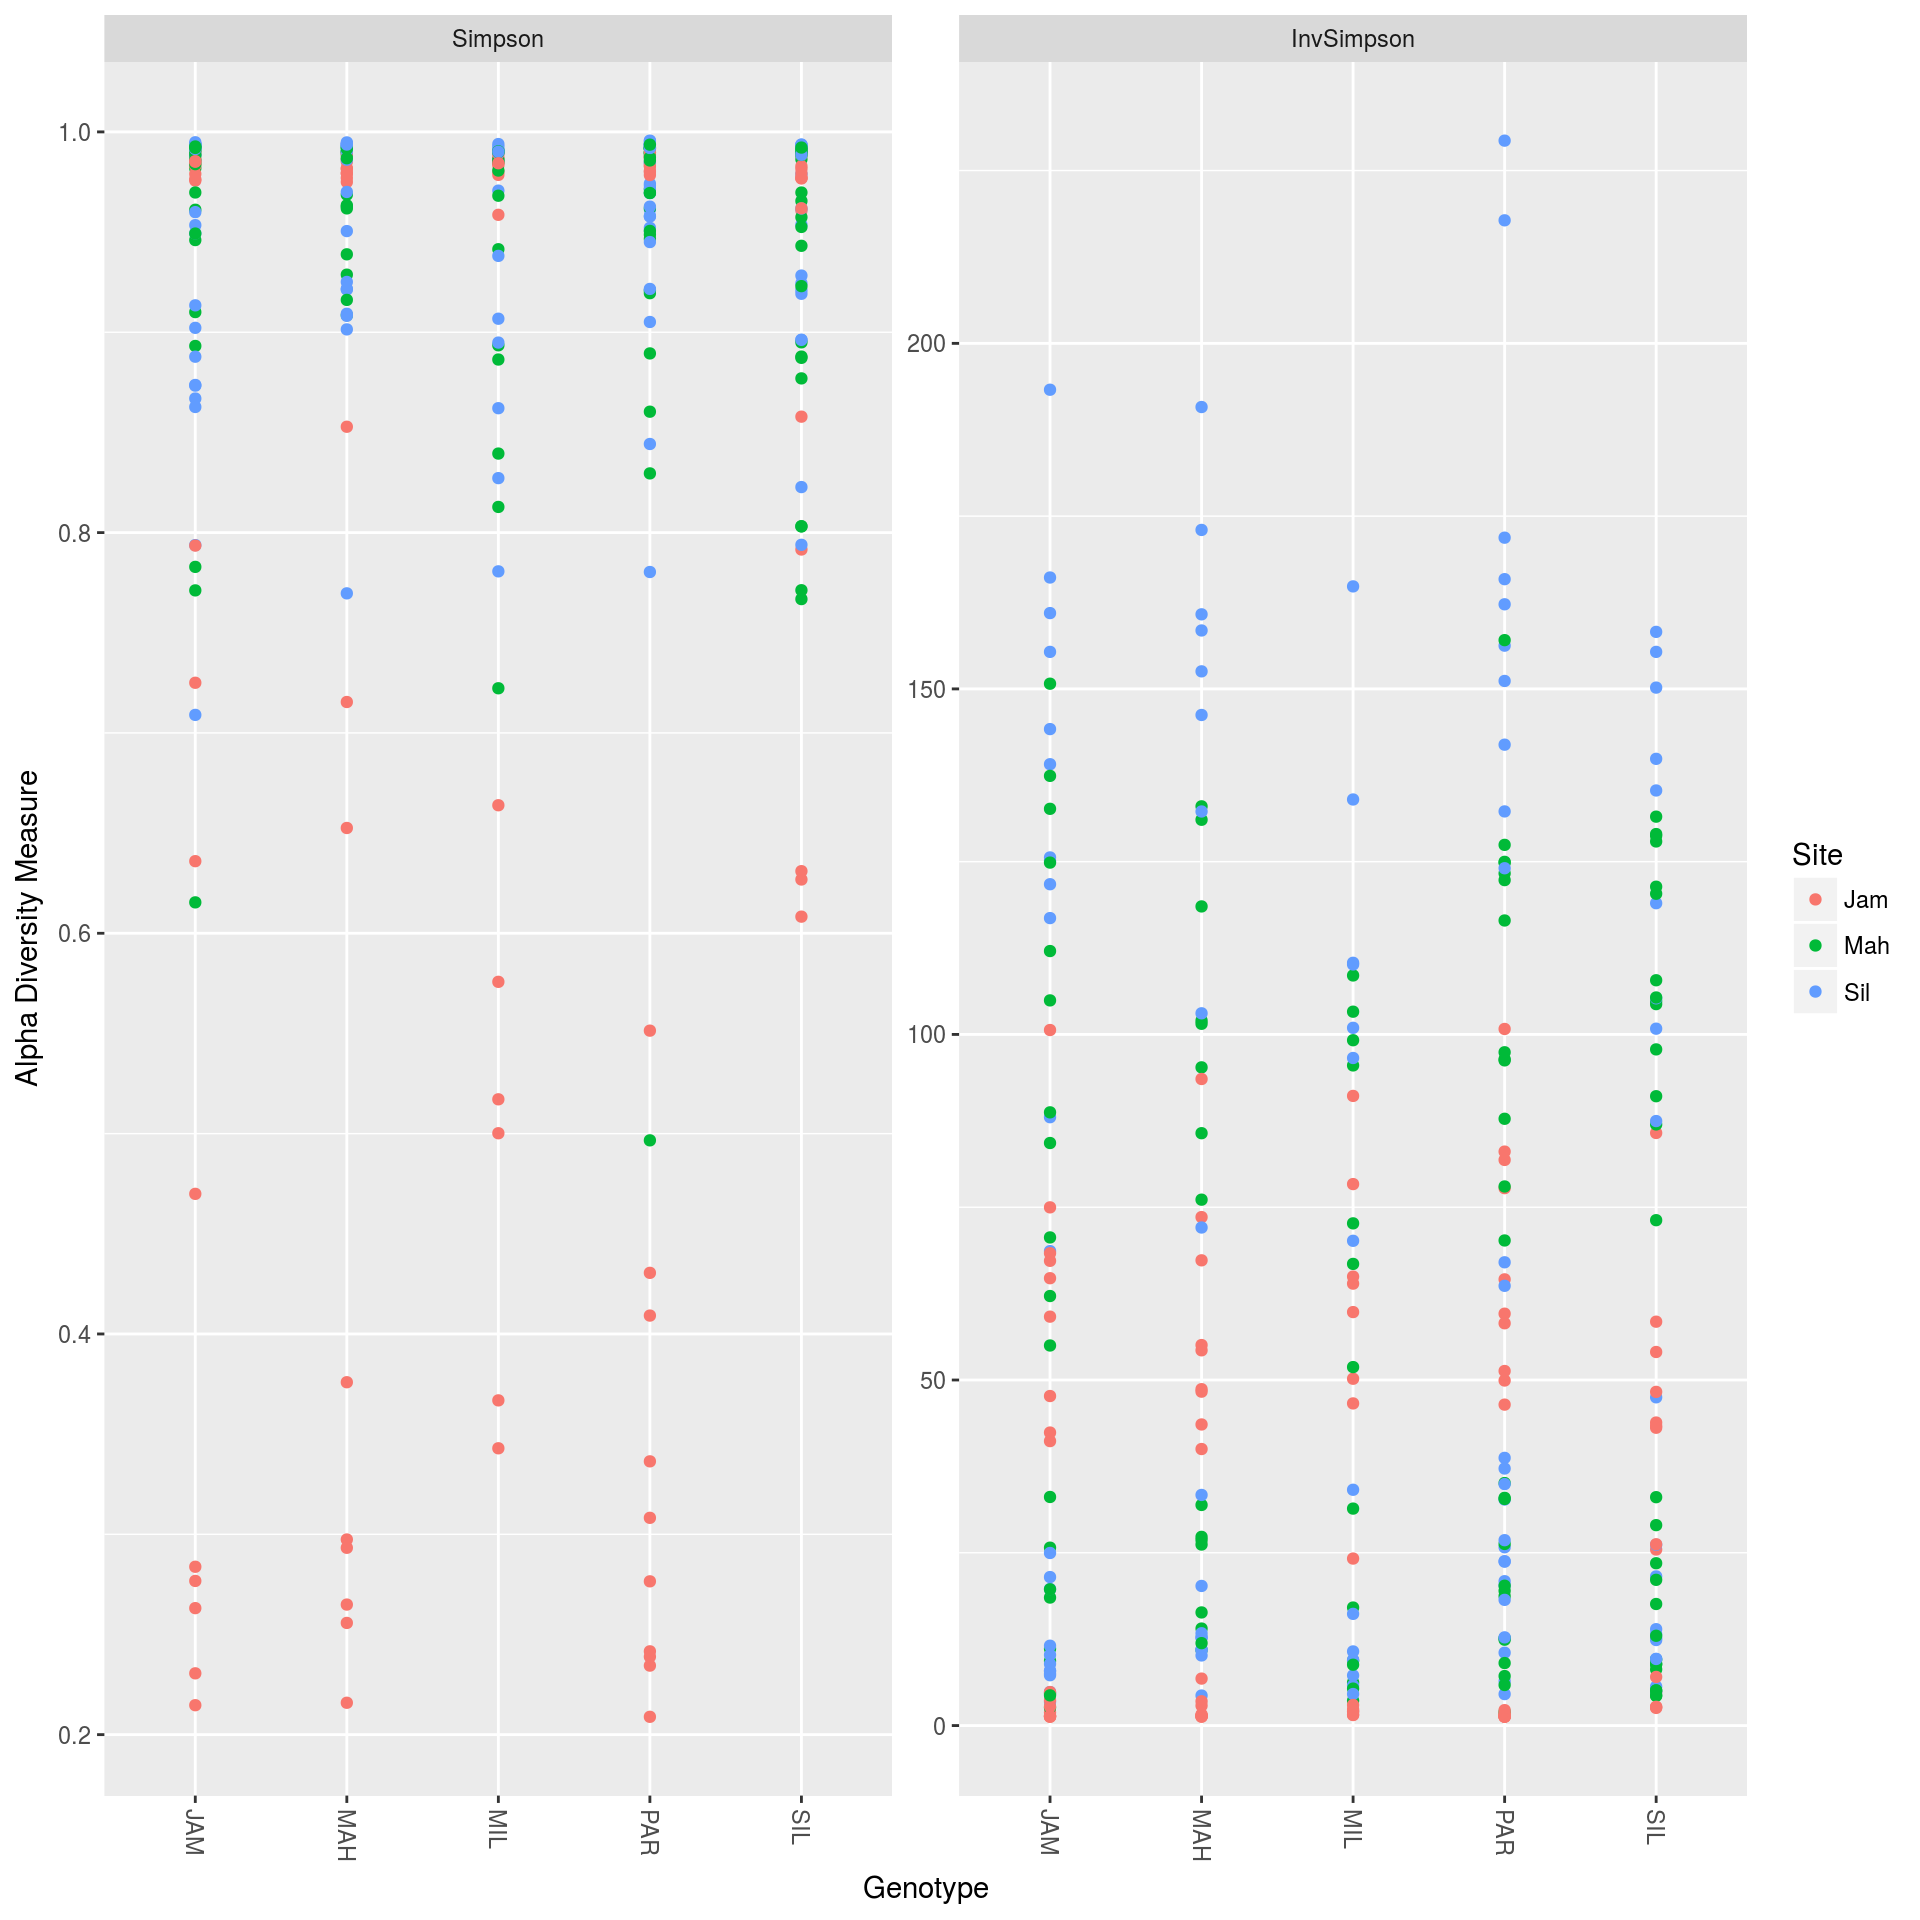 Simpson
InvSimpson
Alpha Diversity Measure
1.0
0.8
0.6
0.4
0.2
200
150
100
50
0
JAM
MAH
MIL
PAR
SIL
JAM
MAH
MIL
PAR
SIL
Genotype
Site
Jam
Mah
Sil